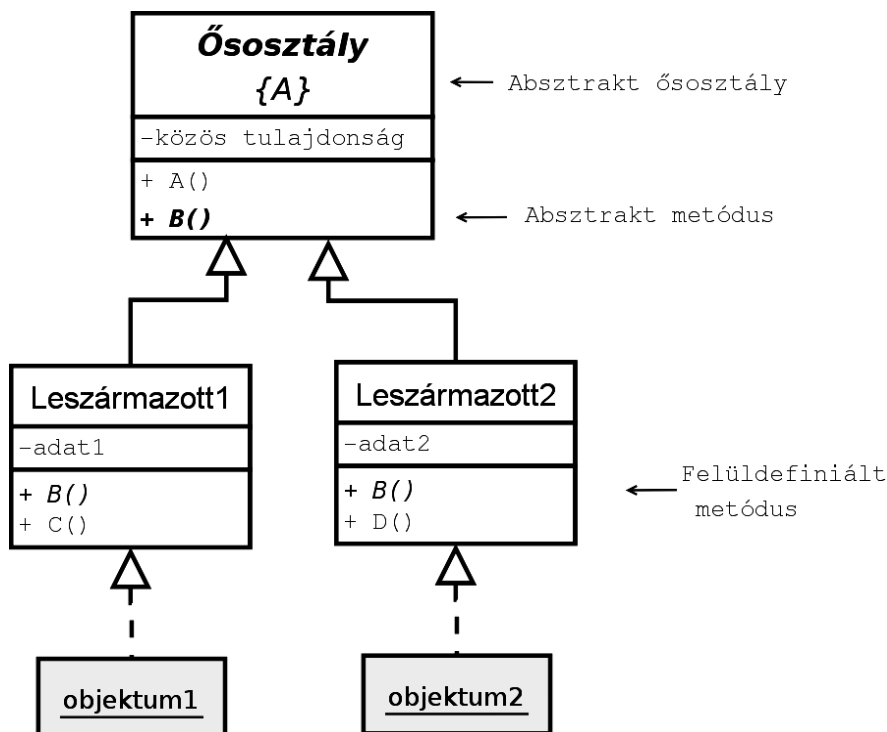 Ősosztály
{A}
Absztrakt ősosztály
-közös tulajdonság
+ A()
+ B()
Absztrakt metódus
Leszármazott1
-adat1
+ B()
+ C()
Leszármazott2
-adat2
+ B()
+ D()
Felüldefiniált
metódus
objektum1
objektum2